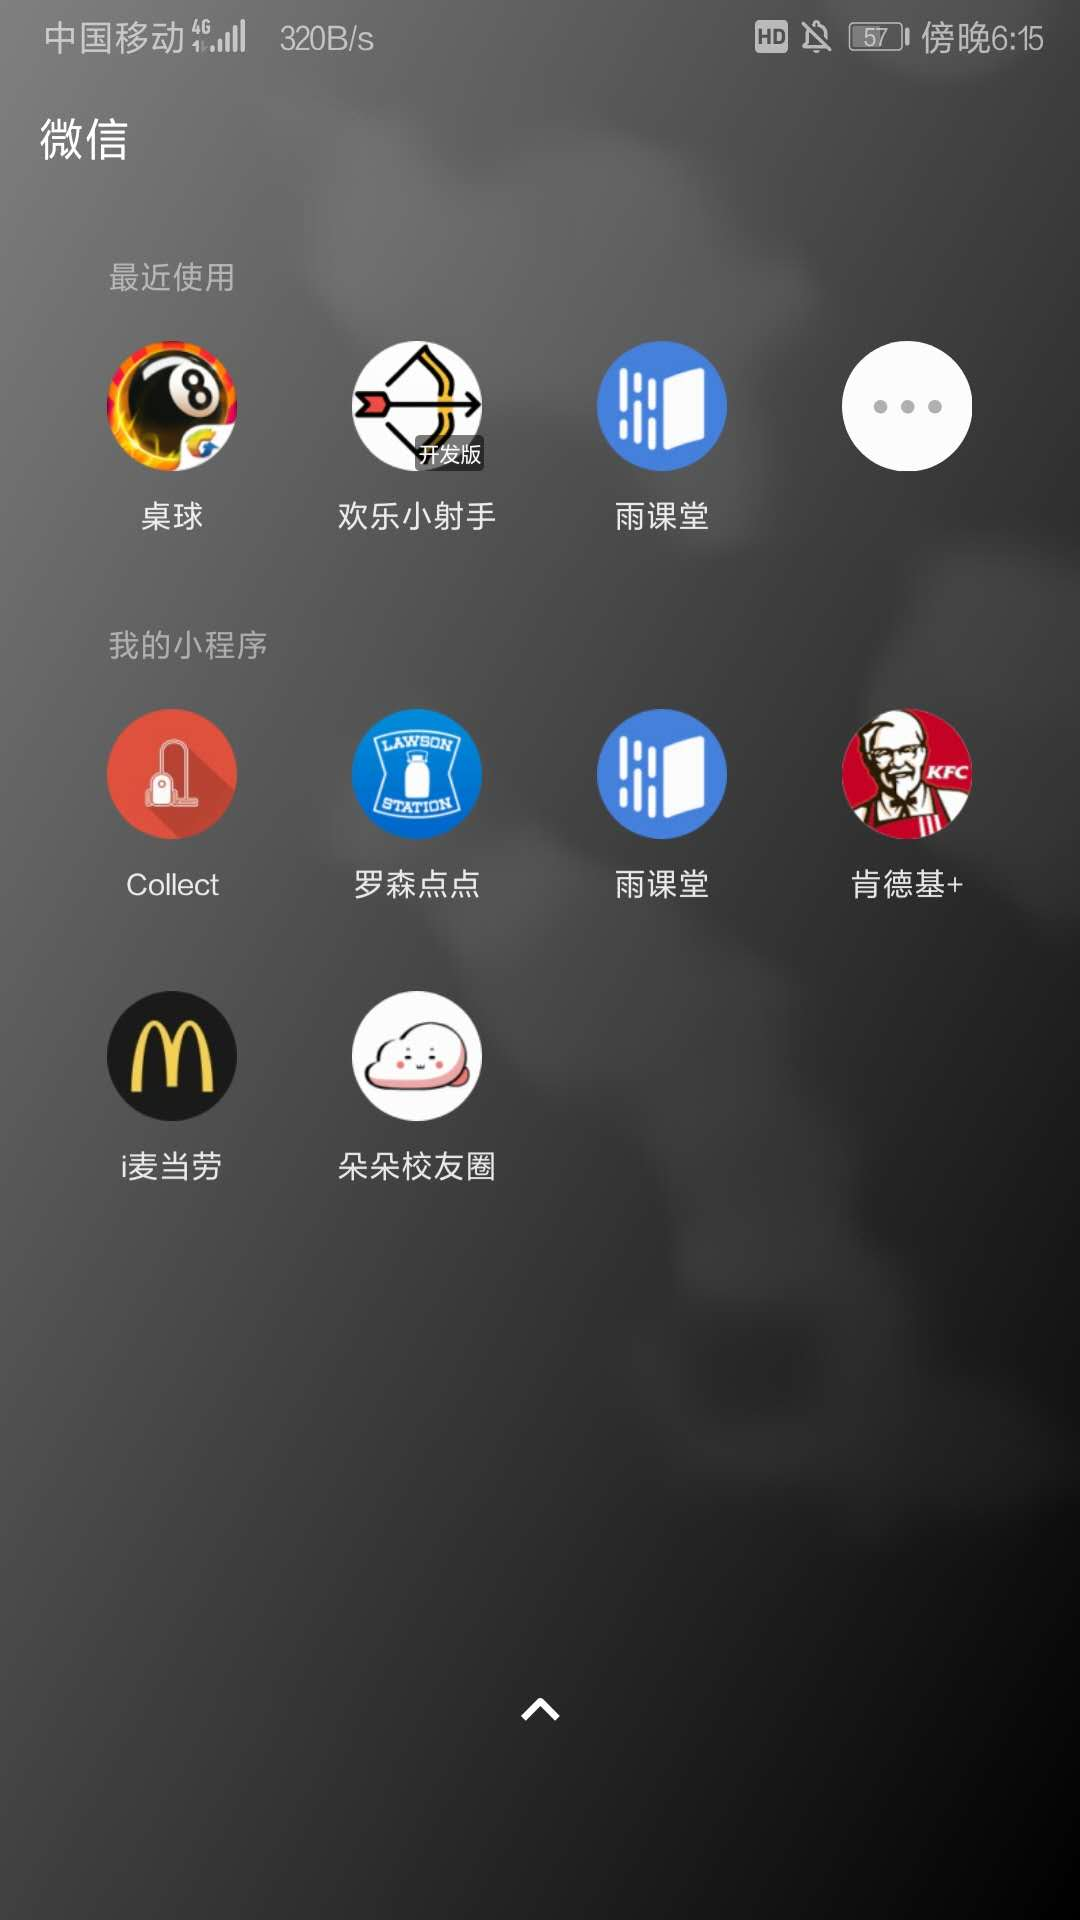 中国移动 4G 320B/s HD 57 傍晚6:15
微信
最近使用
8
开发版
桌球 欢乐小射手 雨课堂
我的小程序
LAWSON STATION
KFC
Collect 罗森点点 雨课堂 肯德基+
i麦当劳 朵朵校友圈